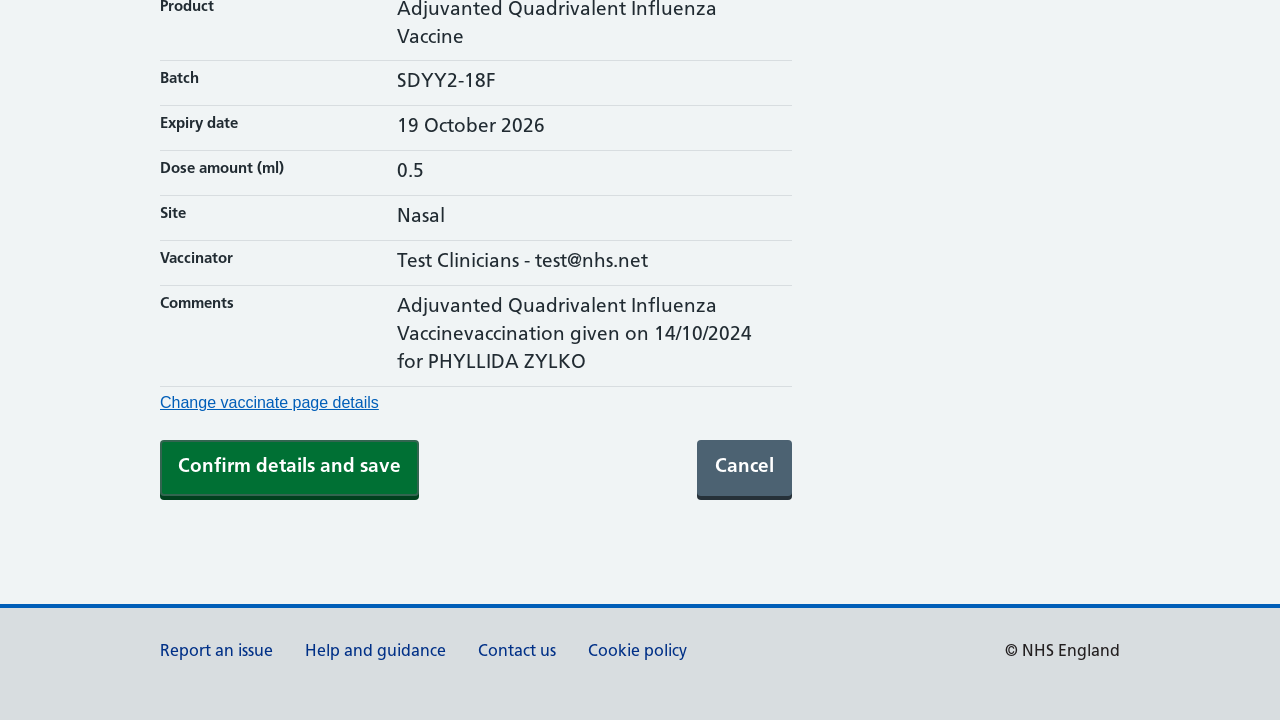 Product
Adjuvanted Quadrivalent Influenza
Vaccine
Batch
SDYY2-18F
Expiry date
19 October 2026
Dose amount (ml)
0.5
Site
Nasal
Vaccinator
Test Clinicians - test@nhs.net
Comments
Adjuvanted Quadrivalent Influenza
Vaccinevaccination given on 14/10/2024
for PHYLLIDA ZYLKO
Change vaccinate page details
Confirm details and save
Cancel
Report an issue
Help and guidance
Contact us
Cookie policy
© NHS England